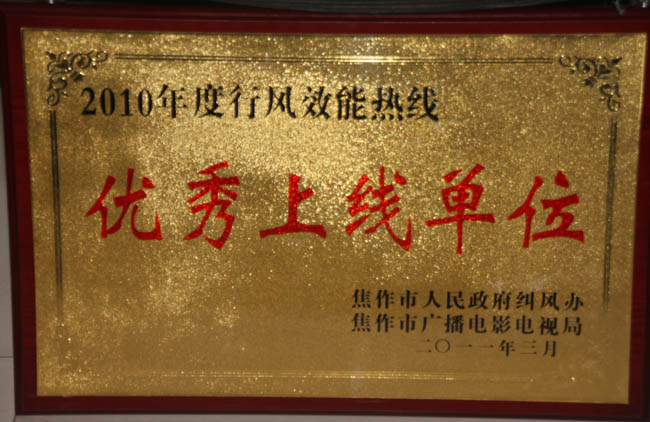 2010年度行风效能热线
优秀上线单位
焦作市人民政府纠风办
焦作市广播电影电视局
二〇一一年三月